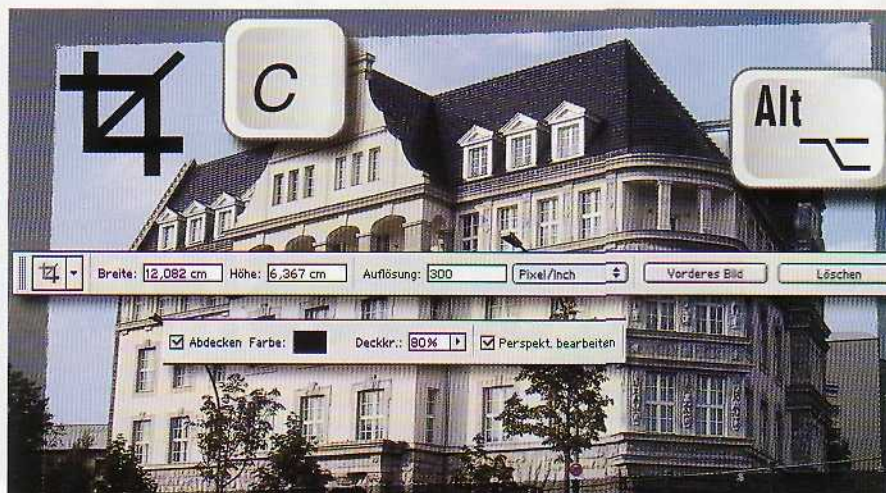 C
Alt
Breite: 12,082 cm Höhe: 6,367 cm Auflösung: 300 Pixel/Inch Vorderes Bild Löschen
Abdecken Farbe: Deckkr.: 80% Perspekt. bearbeiten